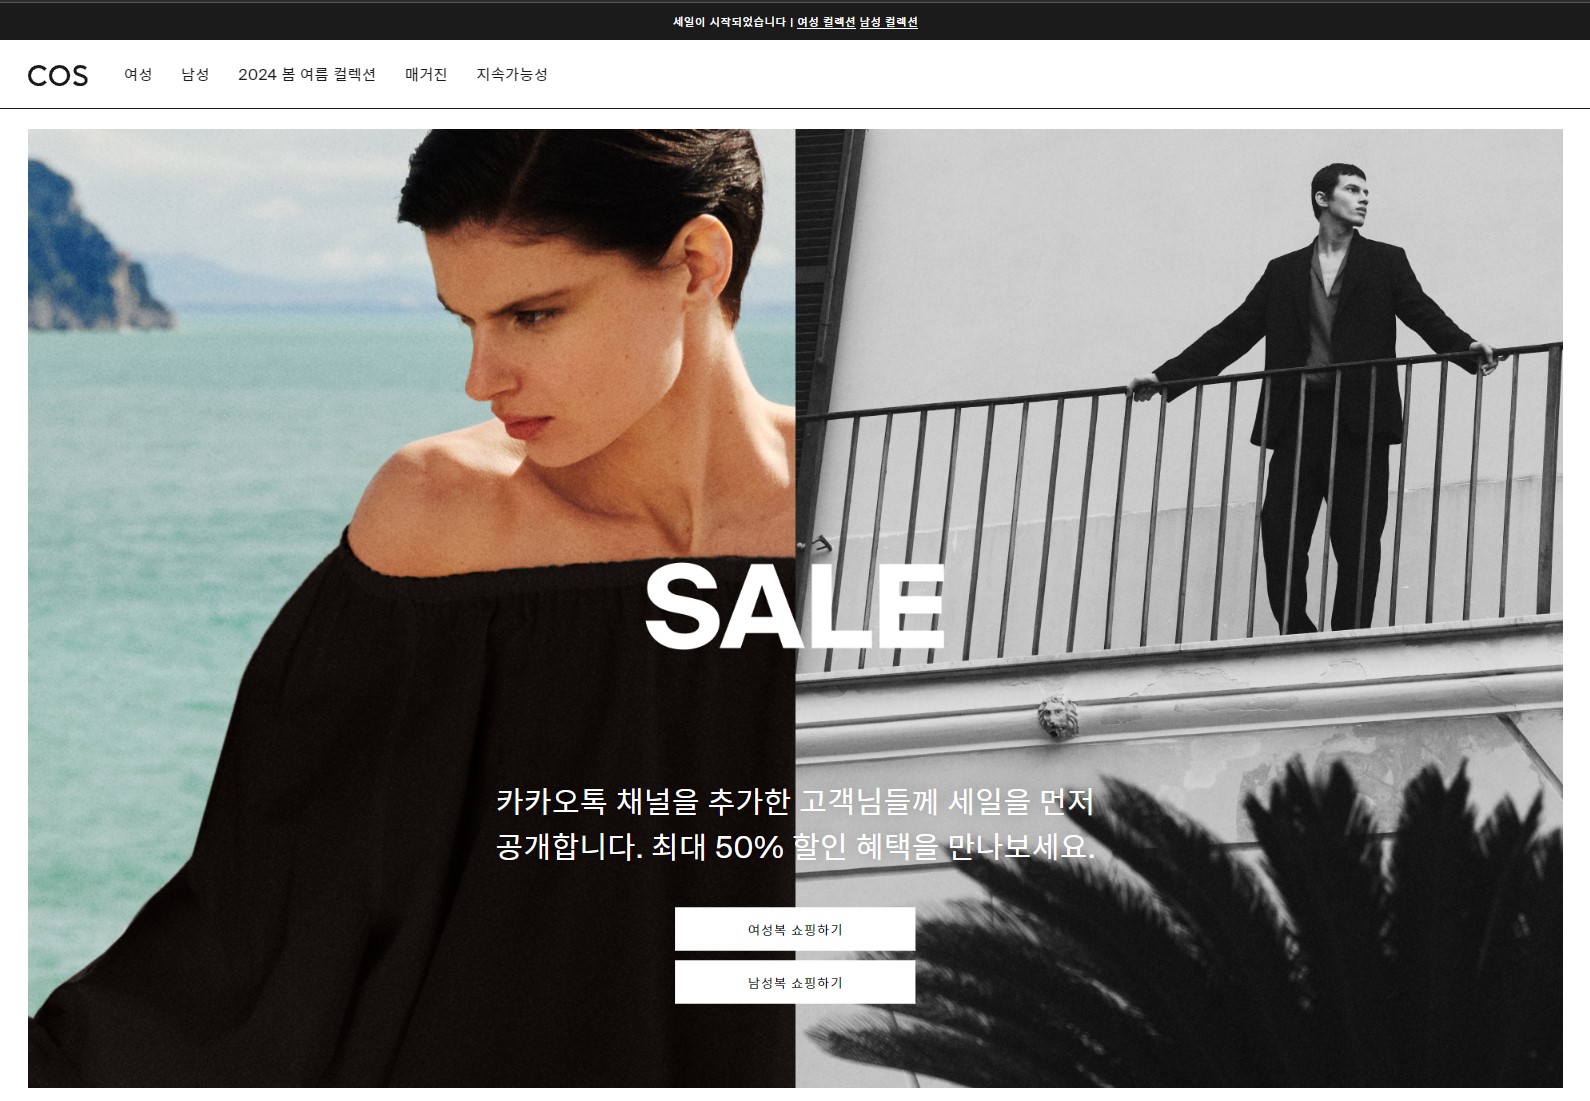 세일이 시작되었습니다 | 여성 컬렉션 남성 컬렉션
COS 여성 남성 2024 봄 여름 컬렉션 매거진 지속가능성
SALE
카카오톡 채널을 추가한 고객님들께 세일을 먼저
공개합니다. 최대 50% 할인 혜택을 만나보세요.
여성복 쇼핑하기
남성복 쇼핑하기